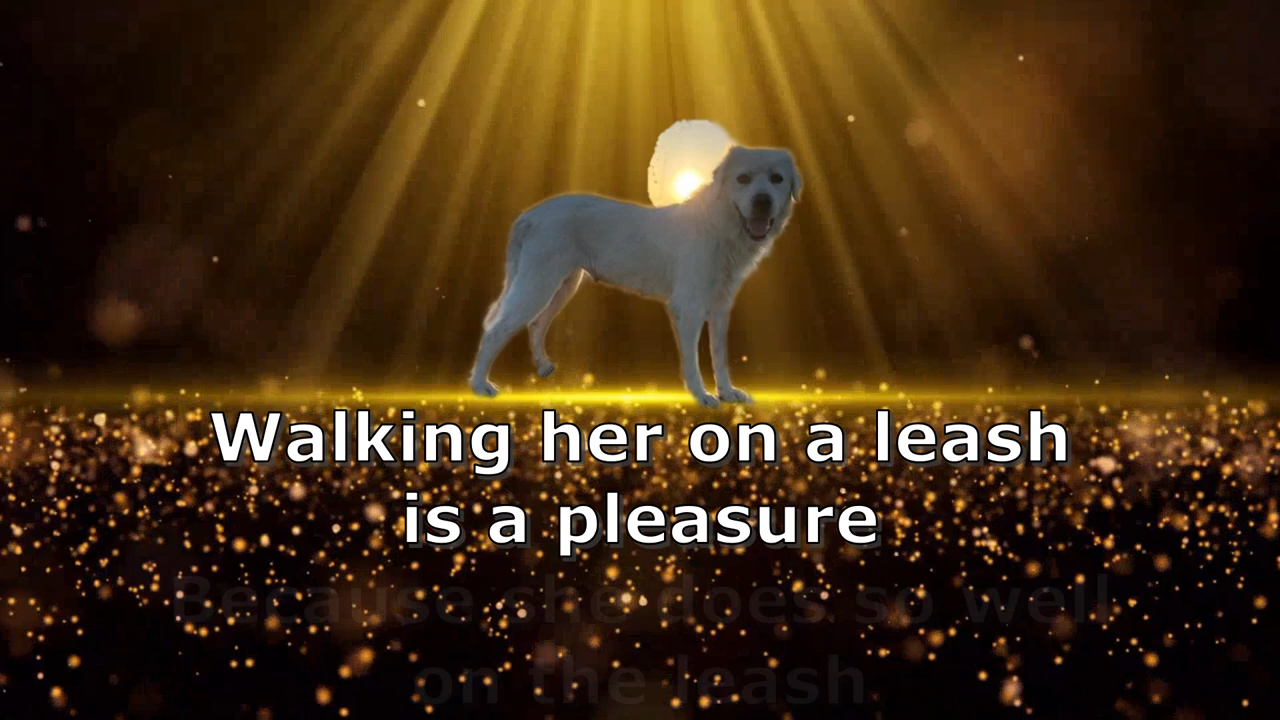 Walking her on a leash
is a pleasure
Because she does so well
on the leash